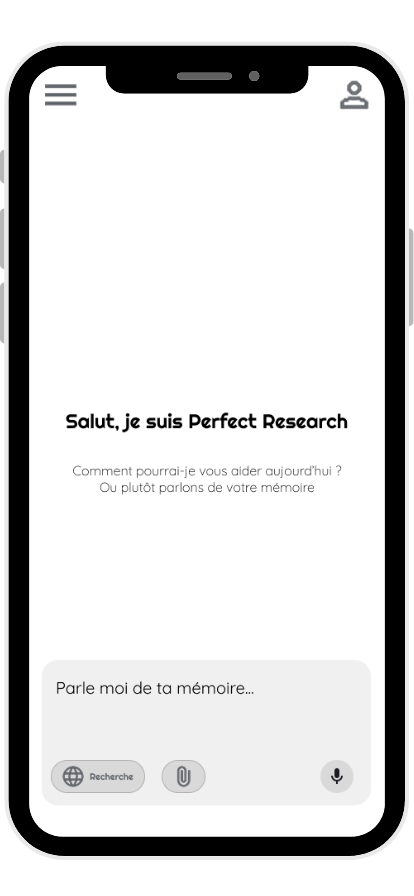 Salut, je suis Perfect Research
Comment pourrai-je vous aider aujourd'hui ?
Ou plutôt parlons de votre mémoire
Parle moi de ta mémoire...
Recherche